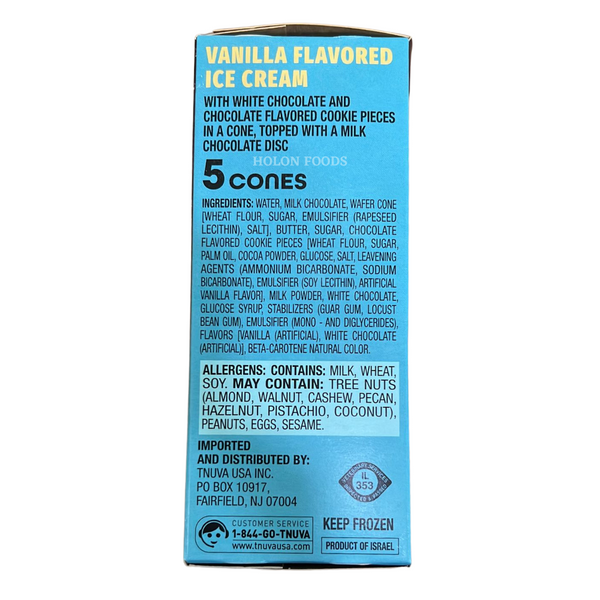 VANILLA FLAVORED
ICE CREAM
WITH WHITE CHOCOLATE AND
CHOCOLATE FLAVORED COOKIE PIECES
IN A CONE, TOPPED WITH A MILK
CHOCOLATE DISC
HOLON FOODS
5 CONES
INGREDIENTS: WATER, MILK CHOCOLATE, WAFER CONE
[WHEAT FLOUR, SUGAR, EMULSIFIER (RAPESEED
LECITHIN), SALT], BUTTER, SUGAR, CHOCOLATE
FLAVORED COOKIE PIECES [WHEAT FLOUR, SUGAR,
PALM OIL, COCOA POWDER, GLUCOSE, SALT, LEAVENING
AGENTS (AMMONIUM BICARBONATE, SODIUM
BICARBONATE), EMULSIFIER (SOY LECITHIN), ARTIFICIAL
VANILLA FLAVOR], MILK POWDER, WHITE CHOCOLATE,
GLUCOSE SYRUP, STABILIZERS (GUAR GUM, LOCUST
BEAN GUM), EMULSIFIER (MONO - AND DIGLYCERIDES),
FLAVORS [VANILLA (ARTIFICIAL), WHITE CHOCOLATE
(ARTIFICIAL)], BETA-CAROTENE NATURAL COLOR.
ALLERGENS: CONTAINS: MILK, WHEAT,
SOY. MAY CONTAIN: TREE NUTS
(ALMOND, WALNUT, CASHEW, PECAN,
HAZELNUT, PISTACHIO, COCONUT),
PEANUTS, EGGS, SESAME.
IMPORTED
AND DISTRIBUTED BY:
TNUVA USA INC.
PO BOX 10917,
FAIRFIELD, NJ 07004
VETERINARY SERVICES
IL
353
INSPECTED & PASSED
CUSTOMER SERVICE
1-844-GO-TNUVA
www.tnuvausa.com
KEEP FROZEN
PRODUCT OF ISRAEL